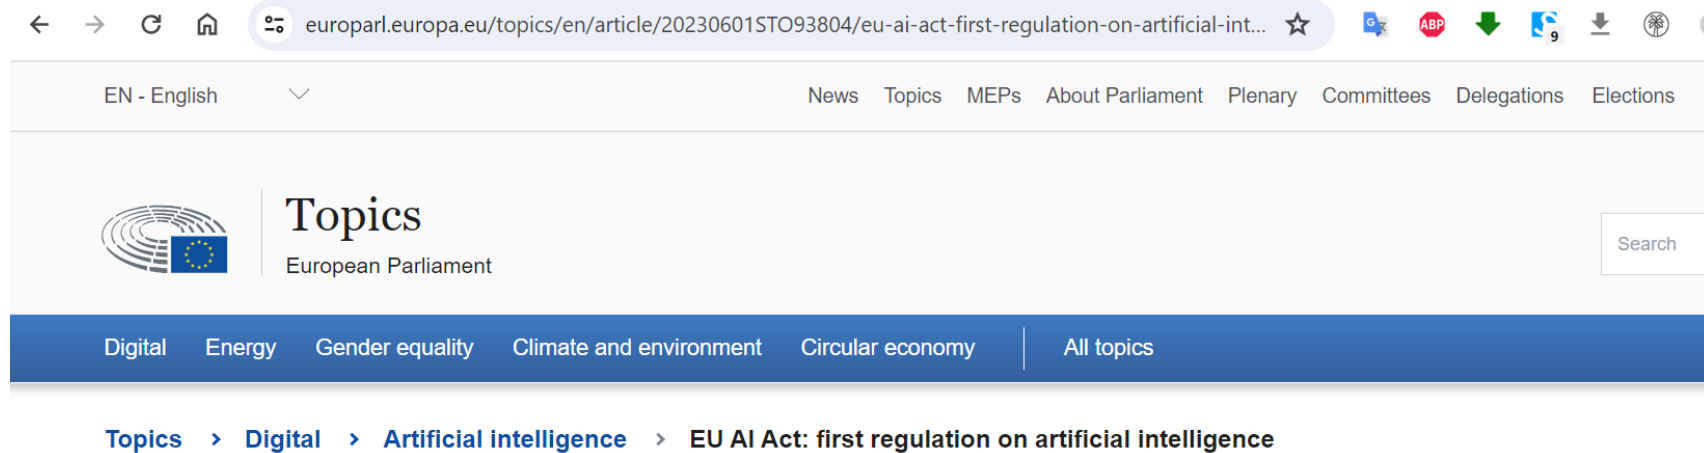 europarl.europa.eu/topics/en/article/20230601STO93804/eu-ai-act-first-regulation-on-artificial-int...
ABP
9
EN - English
News Topics MEPs About Parliament Plenary Committees Delegations Elections
Topics
European Parliament
Search
Digital Energy Gender equality Climate and environment Circular economy All topics
Topics > Digital > Artificial intelligence > EU AI Act: first regulation on artificial intelligence